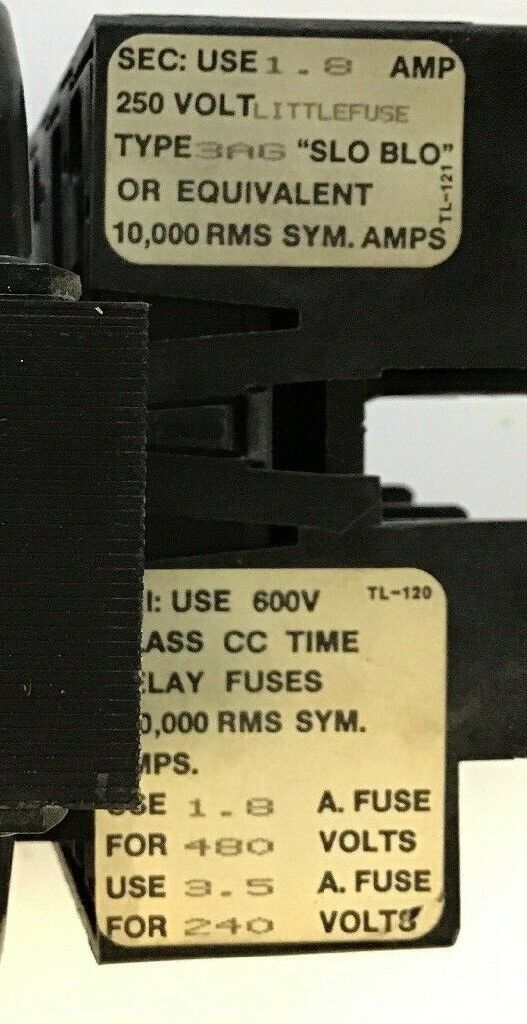 SEC: USE 1.8 AMP
250 VOLT LITTLEFUSE
TYPE 3AG "SLO BLO"
OR EQUIVALENT
10,000 RMS SYM. AMPS
TL-121
I: USE 600V TL-120
ASS CC TIME
ELAY FUSES
0,000 RMS SYM.
MPS.
USE 1.8 A. FUSE
FOR 480 VOLTS
USE 3.5 A. FUSE
FOR 240 VOLTS